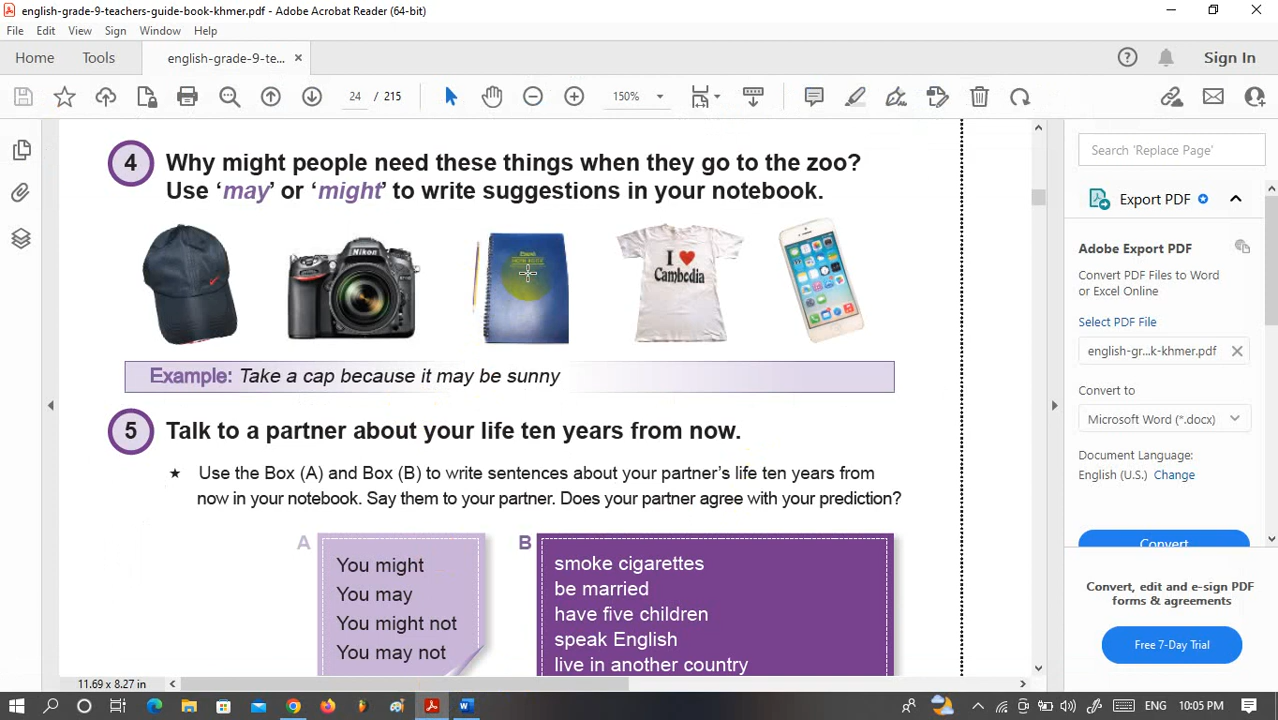 english-grade-9-teachers-guide-book-khmer.pdf - Adobe Acrobat Reader (64-bit)
File Edit View Sign Window Help
Home Tools english-grade-9-te... × Sign In
24 / 215 150%
4 Why might people need these things when they go to the zoo?
Use ‘may’ or ‘might’ to write suggestions in your notebook.
Nikon
I ❤ Cambodia
Example: Take a cap because it may be sunny
5 Talk to a partner about your life ten years from now.
★ Use the Box (A) and Box (B) to write sentences about your partner’s life ten years from
now in your notebook. Say them to your partner. Does your partner agree with your prediction?
A
You might
You may
You might not
You may not
B
smoke cigarettes
be married
have five children
speak English
live in another country
11.69 x 8.27 in
Search 'Replace Page'
Export PDF
Adobe Export PDF
Convert PDF Files to Word
or Excel Online
Select PDF File
english-gr...k-khmer.pdf ×
Convert to
Microsoft Word (*.docx)
Document Language:
English (U.S.) Change
Convert
Convert, edit and e-sign PDF
forms & agreements
Free 7-Day Trial
ENG 10:05 PM